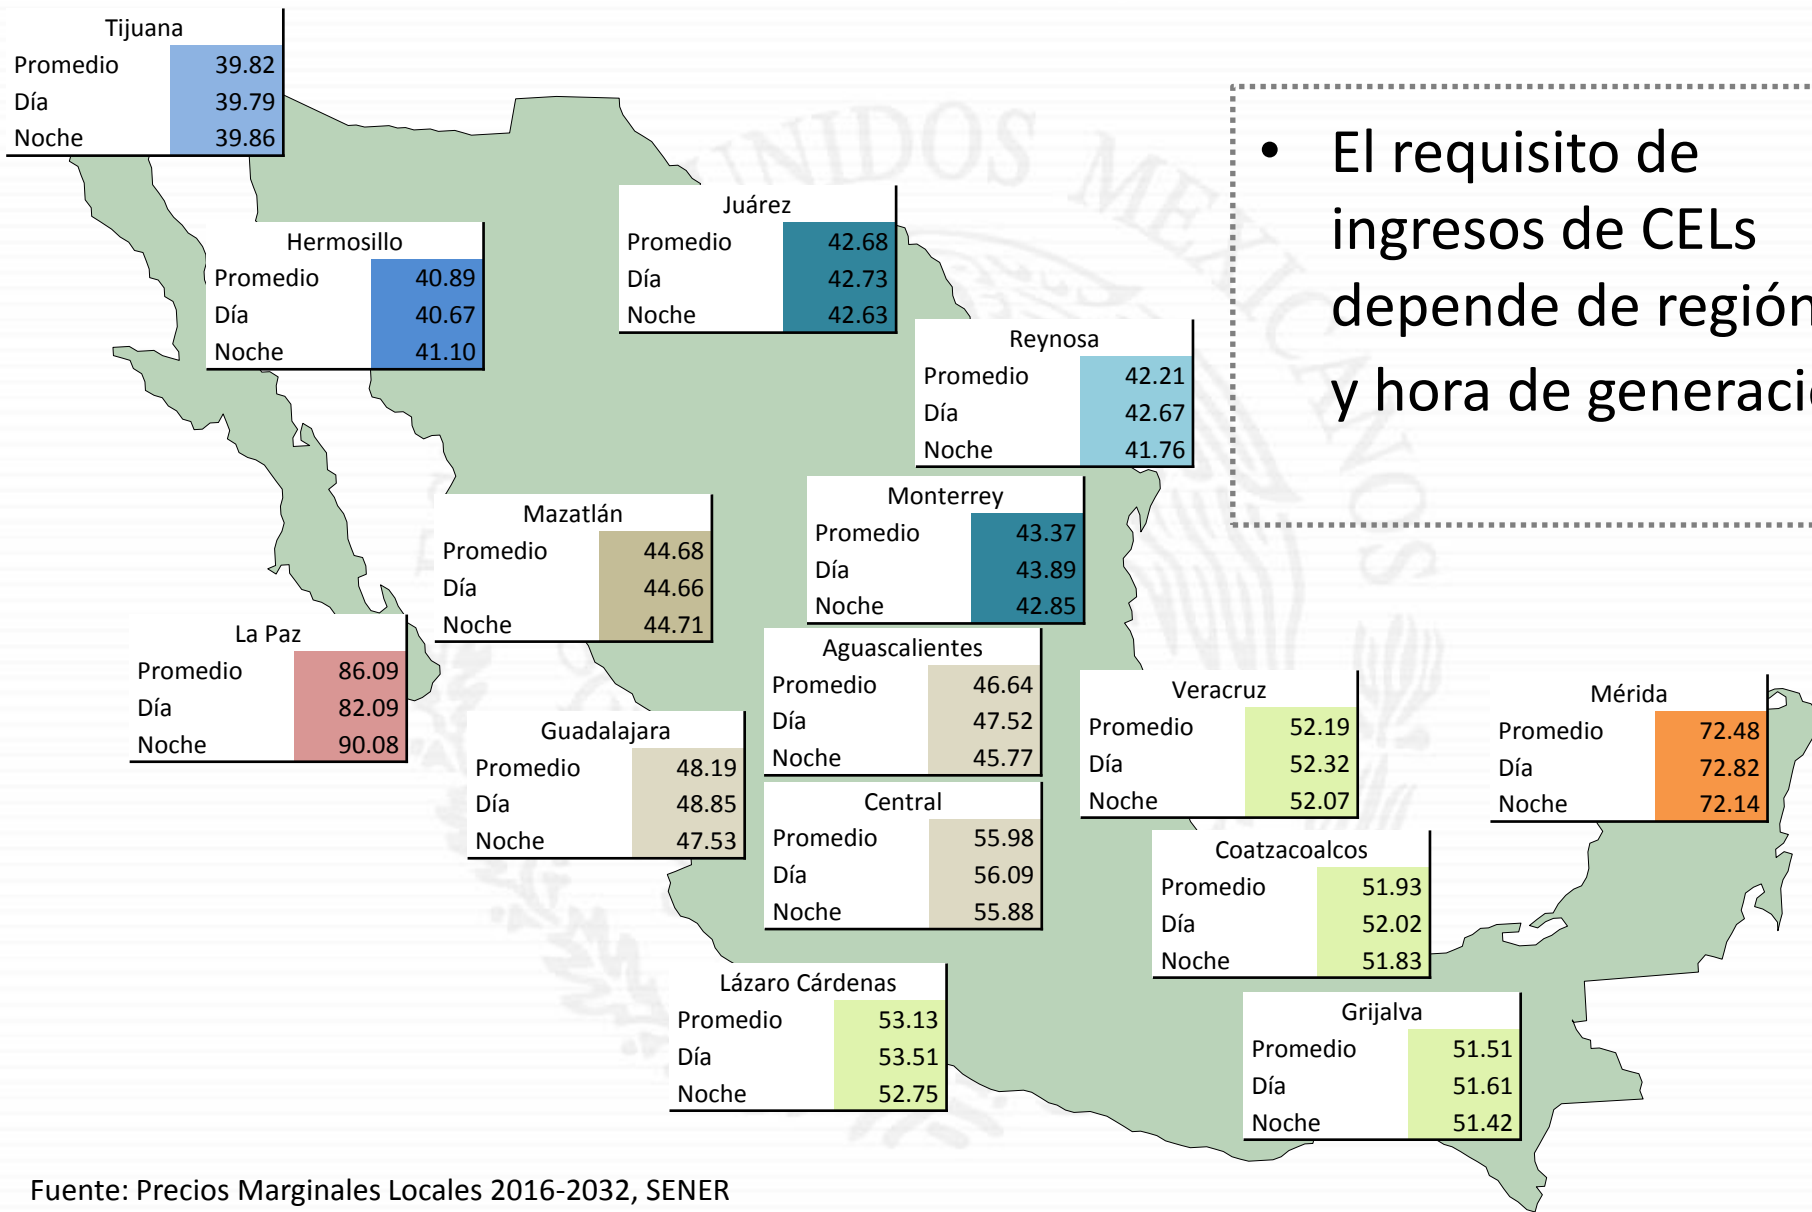 Tijuana
Promedio 39.82
Día 39.79
Noche 39.86
Hermosillo
Promedio 40.89
Día 40.67
Noche 41.10
Juárez
Promedio 42.68
Día 42.73
Noche 42.63
Reynosa
Promedio 42.21
Día 42.67
Noche 41.76
• El requisito de
ingresos de CELs
depende de región
y hora de generació
Mazatlán
Promedio 44.68
Día 44.66
Noche 44.71
Monterrey
Promedio 43.37
Día 43.89
Noche 42.85
La Paz
Promedio 86.09
Día 82.09
Noche 90.08
Aguascalientes
Promedio 46.64
Día 47.52
Noche 45.77
Guadalajara
Promedio 48.19
Día 48.85
Noche 47.53
Veracruz
Promedio 52.19
Día 52.32
Noche 52.07
Mérida
Promedio 72.48
Día 72.82
Noche 72.14
Central
Promedio 55.98
Día 56.09
Noche 55.88
Coatzacoalcos
Promedio 51.93
Día 52.02
Noche 51.83
Lázaro Cárdenas
Promedio 53.13
Día 53.51
Noche 52.75
Grijalva
Promedio 51.51
Día 51.61
Noche 51.42
Fuente: Precios Marginales Locales 2016-2032, SENER
UNIDOS MEXICANOS